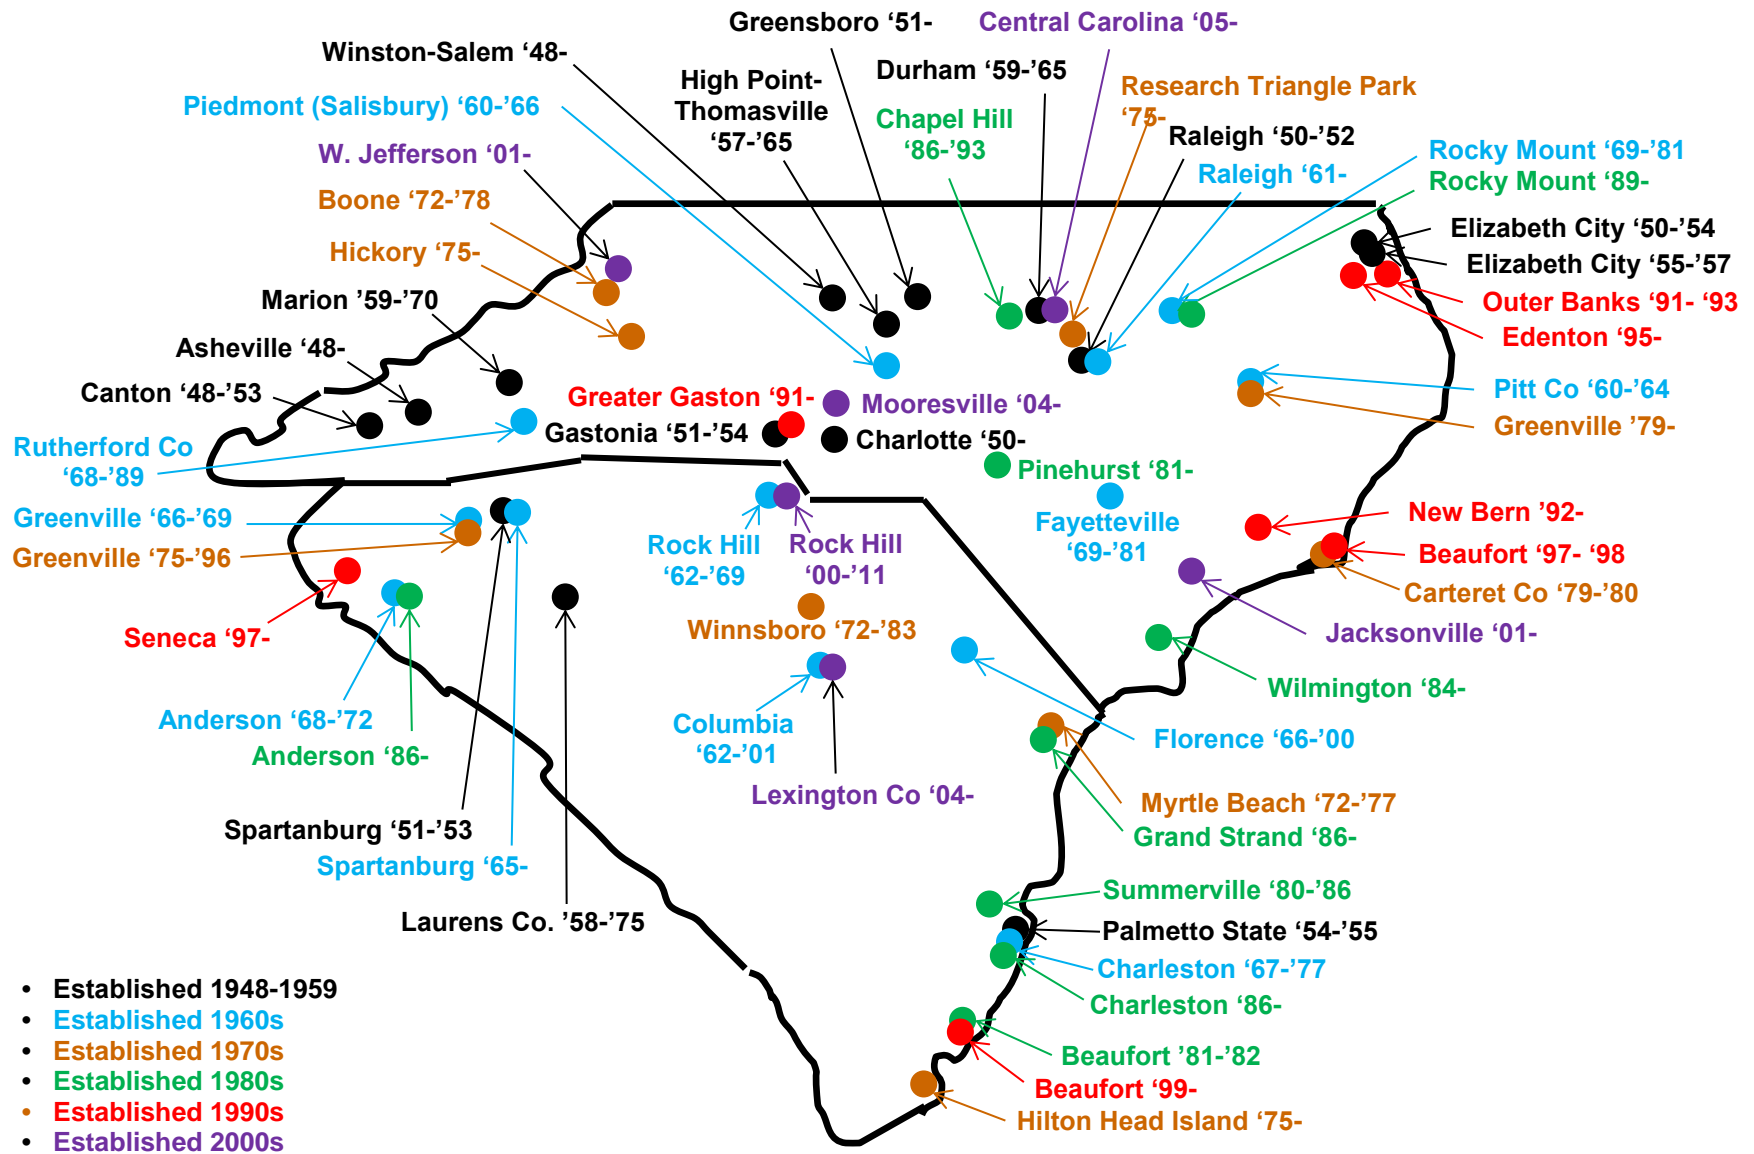 Greensboro ‘51-
Central Carolina ‘05-
Winston-Salem ‘48-
High Point-
Thomasville
‘57-’65
Durham ‘59-’65
Research Triangle Park
‘75-
Piedmont (Salisbury) ‘60-’66
Chapel Hill
‘86-’93
Raleigh ‘50-’52
W. Jefferson ‘01-
Raleigh ‘61-
Rocky Mount ‘69-’81
Rocky Mount ‘89-
Boone ’72-’78
Elizabeth City ‘50-’54
Hickory ‘75-
Elizabeth City ‘55-’57
Marion ’59-’70
Outer Banks ‘91- ‘93
Edenton ‘95-
Asheville ‘48-
Canton ‘48-’53
Greater Gaston ‘91-
Mooresville ‘04-
Pitt Co ‘60-’64
Gastonia ‘51-’54
Charlotte ‘50-
Greenville ’79-
Rutherford Co
‘68-’89
Pinehurst ‘81-
Greenville ‘66-’69
Fayetteville
‘69-’81
New Bern ’92-
Greenville ‘75-’96
Rock Hill
‘62-’69
Rock Hill
‘00-’11
Beaufort ‘97- ‘98
Carteret Co ‘79-’80
Seneca ‘97-
Winnsboro ‘72-’83
Jacksonville ‘01-
Wilmington ‘84-
Anderson ‘68-’72
Columbia
‘62-’01
Florence ‘66-’00
Anderson ‘86-
Lexington Co ‘04-
Myrtle Beach ‘72-’77
Spartanburg ‘51-’53
Grand Strand ‘86-
Spartanburg ‘65-
Summerville ‘80-’86
Laurens Co. ’58-’75
Palmetto State ‘54-’55
Charleston ‘67-’77
Charleston ‘86-
Beaufort ’81-’82
Beaufort ‘99-
Hilton Head Island ‘75-
• Established 1948-1959
• Established 1960s
• Established 1970s
• Established 1980s
• Established 1990s
• Established 2000s